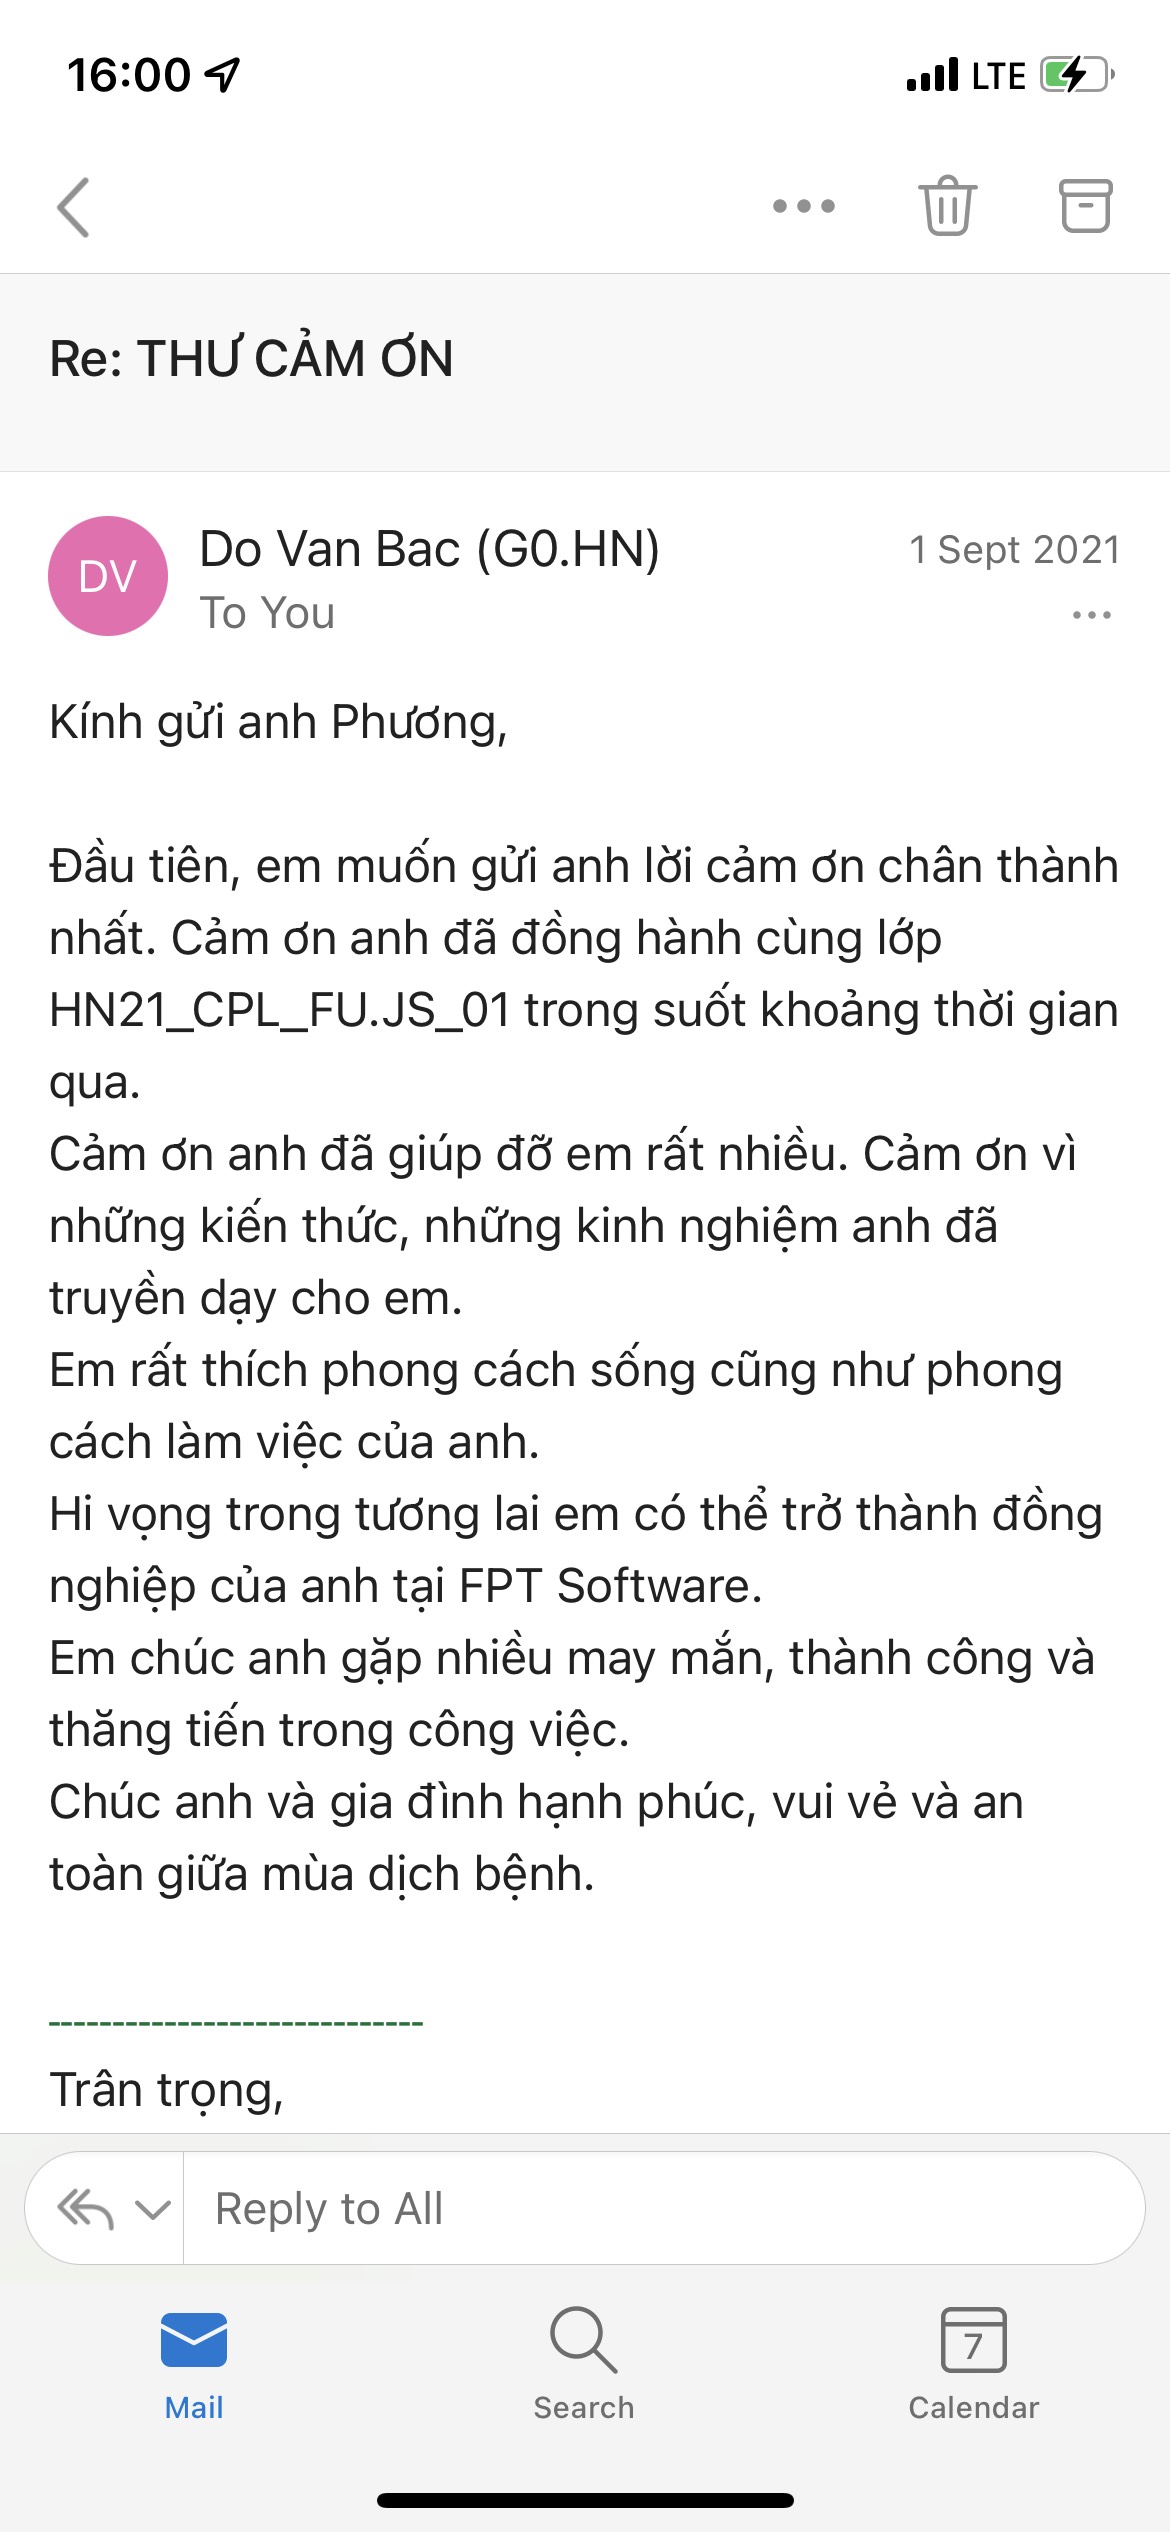 16:00
LTE
Re: THƯ CẢM ƠN
DV
Do Van Bac (G0.HN)
1 Sept 2021
To You
Kính gửi anh Phương,
Đầu tiên, em muốn gửi anh lời cảm ơn chân thành
nhất. Cảm ơn anh đã đồng hành cùng lớp
HN21_CPL_FU.JS_01 trong suốt khoảng thời gian
qua.
Cảm ơn anh đã giúp đỡ em rất nhiều. Cảm ơn vì
những kiến thức, những kinh nghiệm anh đã
truyền dạy cho em.
Em rất thích phong cách sống cũng như phong
cách làm việc của anh.
Hi vọng trong tương lai em có thể trở thành đồng
nghiệp của anh tại FPT Software.
Em chúc anh gặp nhiều may mắn, thành công và
thăng tiến trong công việc.
Chúc anh và gia đình hạnh phúc, vui vẻ và an
toàn giữa mùa dịch bệnh.
-----------------------------
Trân trọng,
Reply to All
7
Mail
Search
Calendar